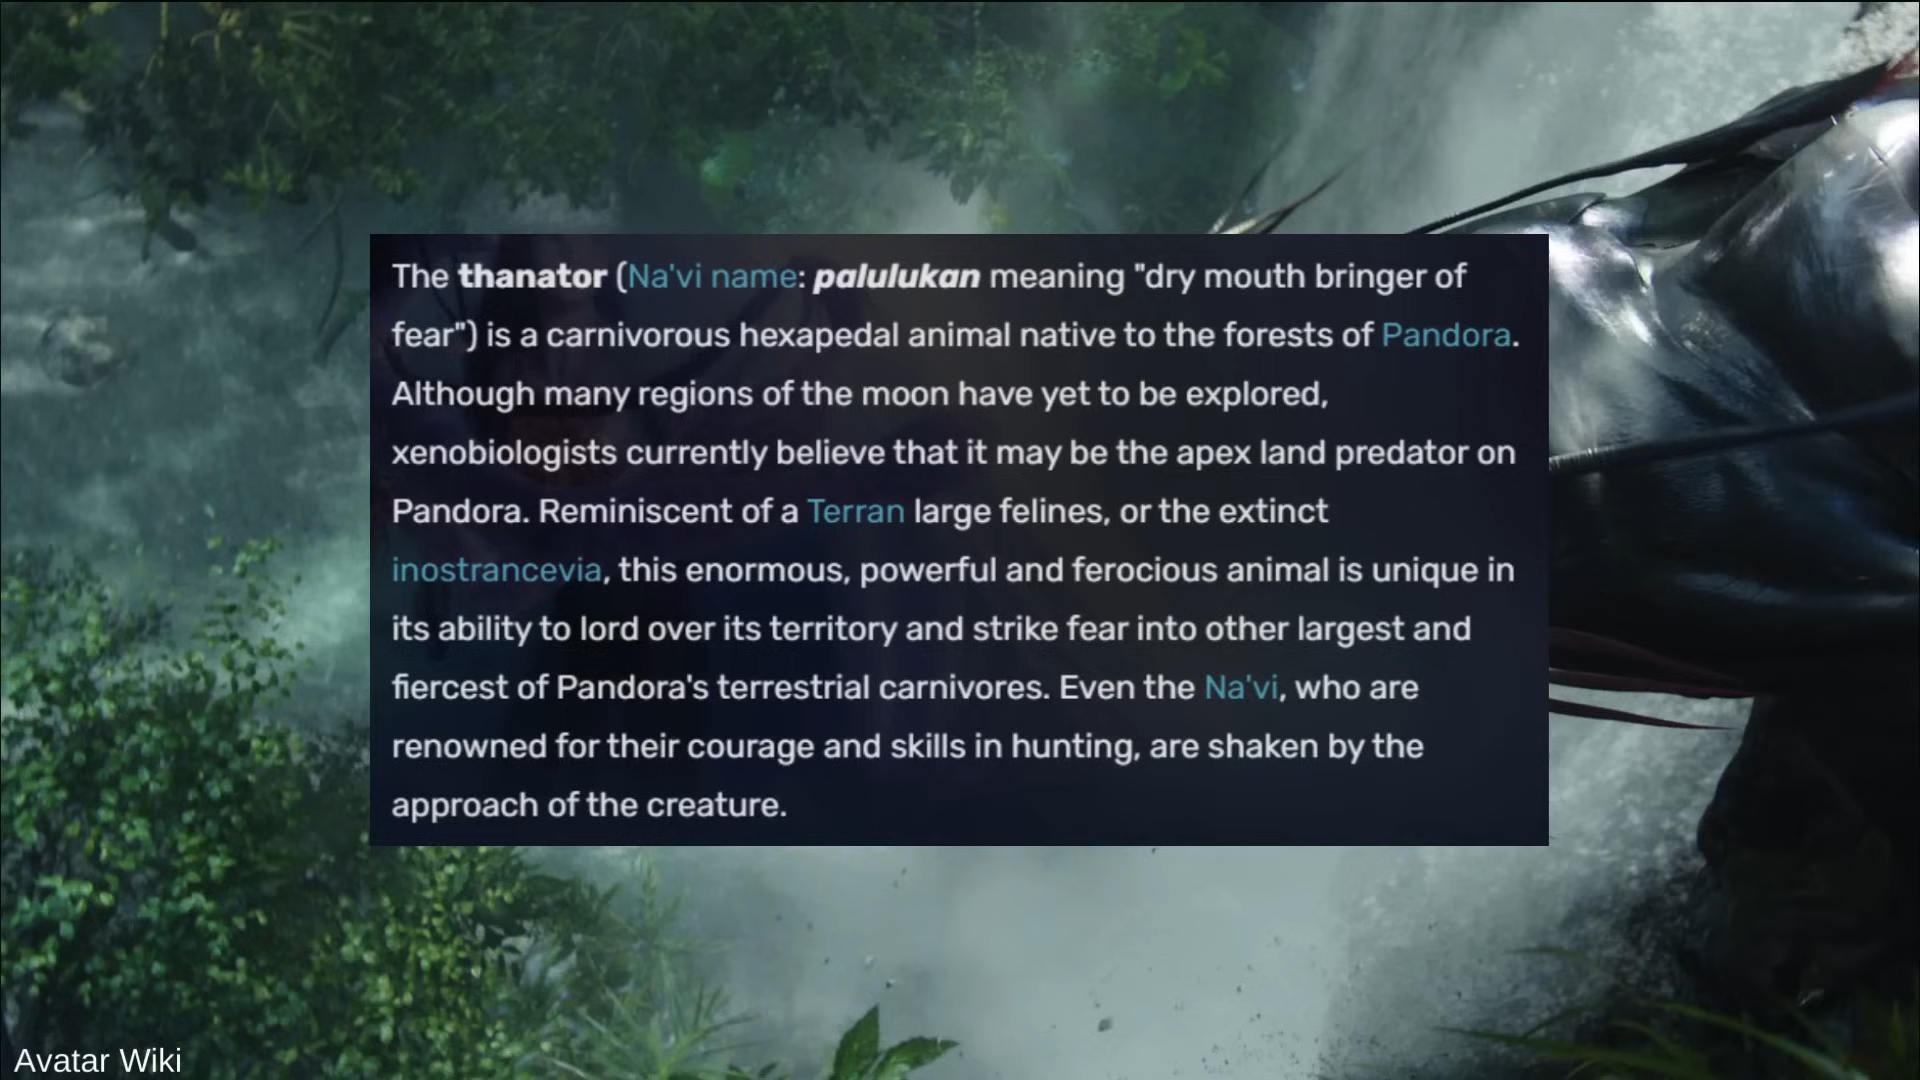 The thanator (Na'vi name: palulukan meaning "dry mouth bringer of
fear") is a carnivorous hexapedal animal native to the forests of Pandora.
Although many regions of the moon have yet to be explored,
xenobiologists currently believe that it may be the apex land predator on
Pandora. Reminiscent of a Terran large felines, or the extinct
inostrancevia, this enormous, powerful and ferocious animal is unique in
its ability to lord over its territory and strike fear into other largest and
fiercest of Pandora's terrestrial carnivores. Even the Na'vi, who are
renowned for their courage and skills in hunting, are shaken by the
approach of the creature.
Avatar Wiki